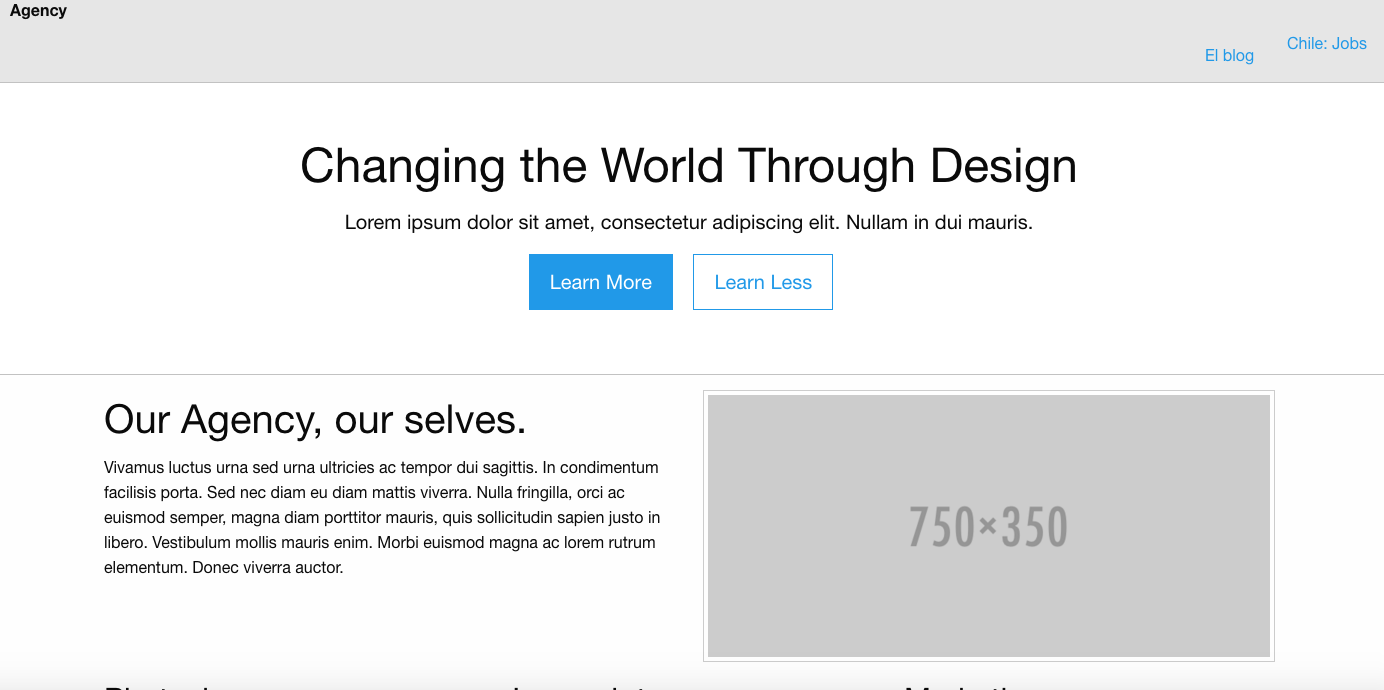 Agency
El blog
Chile: Jobs
Changing the World Through Design
Lorem ipsum dolor sit amet, consectetur adipiscing elit. Nullam in dui mauris.
Learn More
Learn Less
Our Agency, our selves.
Vivamus luctus urna sed urna ultricies ac tempor dui sagittis. In condimentum
facilisis porta. Sed nec diam eu diam mattis viverra. Nulla fringilla, orci ac
euismod semper, magna diam porttitor mauris, quis sollicitudin sapien justo in
libero. Vestibulum mollis mauris enim. Morbi euismod magna ac lorem rutrum
elementum. Donec viverra auctor.
750×350